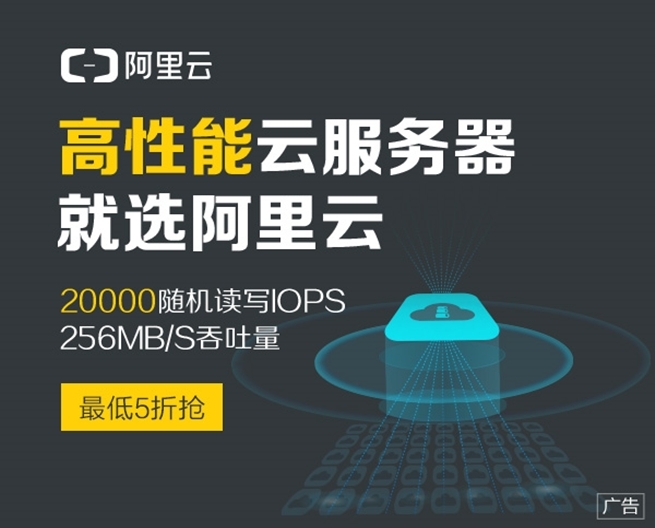 阿里云
高性能云服务器
就选阿里云
20000随机读写IOPS
256MB/S吞吐量
最低5折抢
广告